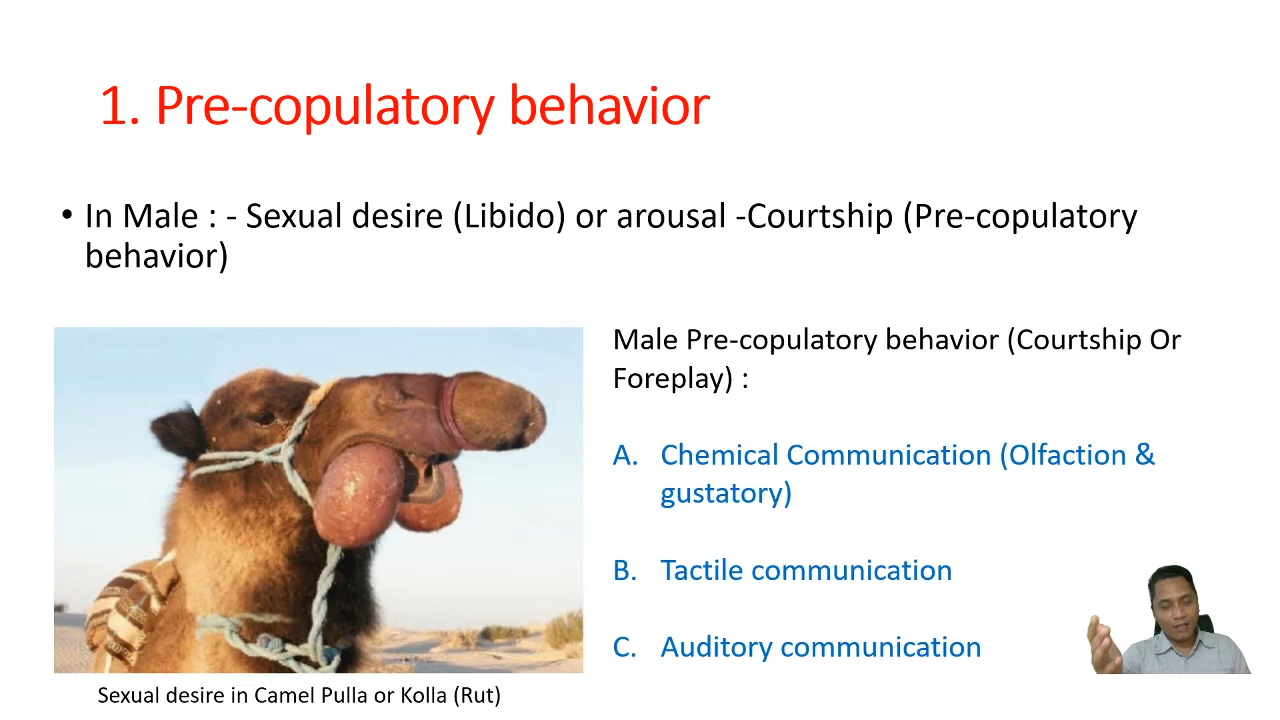 1. Pre-copulatory behavior
• In Male : - Sexual desire (Libido) or arousal -Courtship (Pre-copulatory
behavior)
Male Pre-copulatory behavior (Courtship Or
Foreplay) :
A. Chemical Communication (Olfaction &
gustatory)
B. Tactile communication
C. Auditory communication
Sexual desire in Camel Pulla or Kolla (Rut)